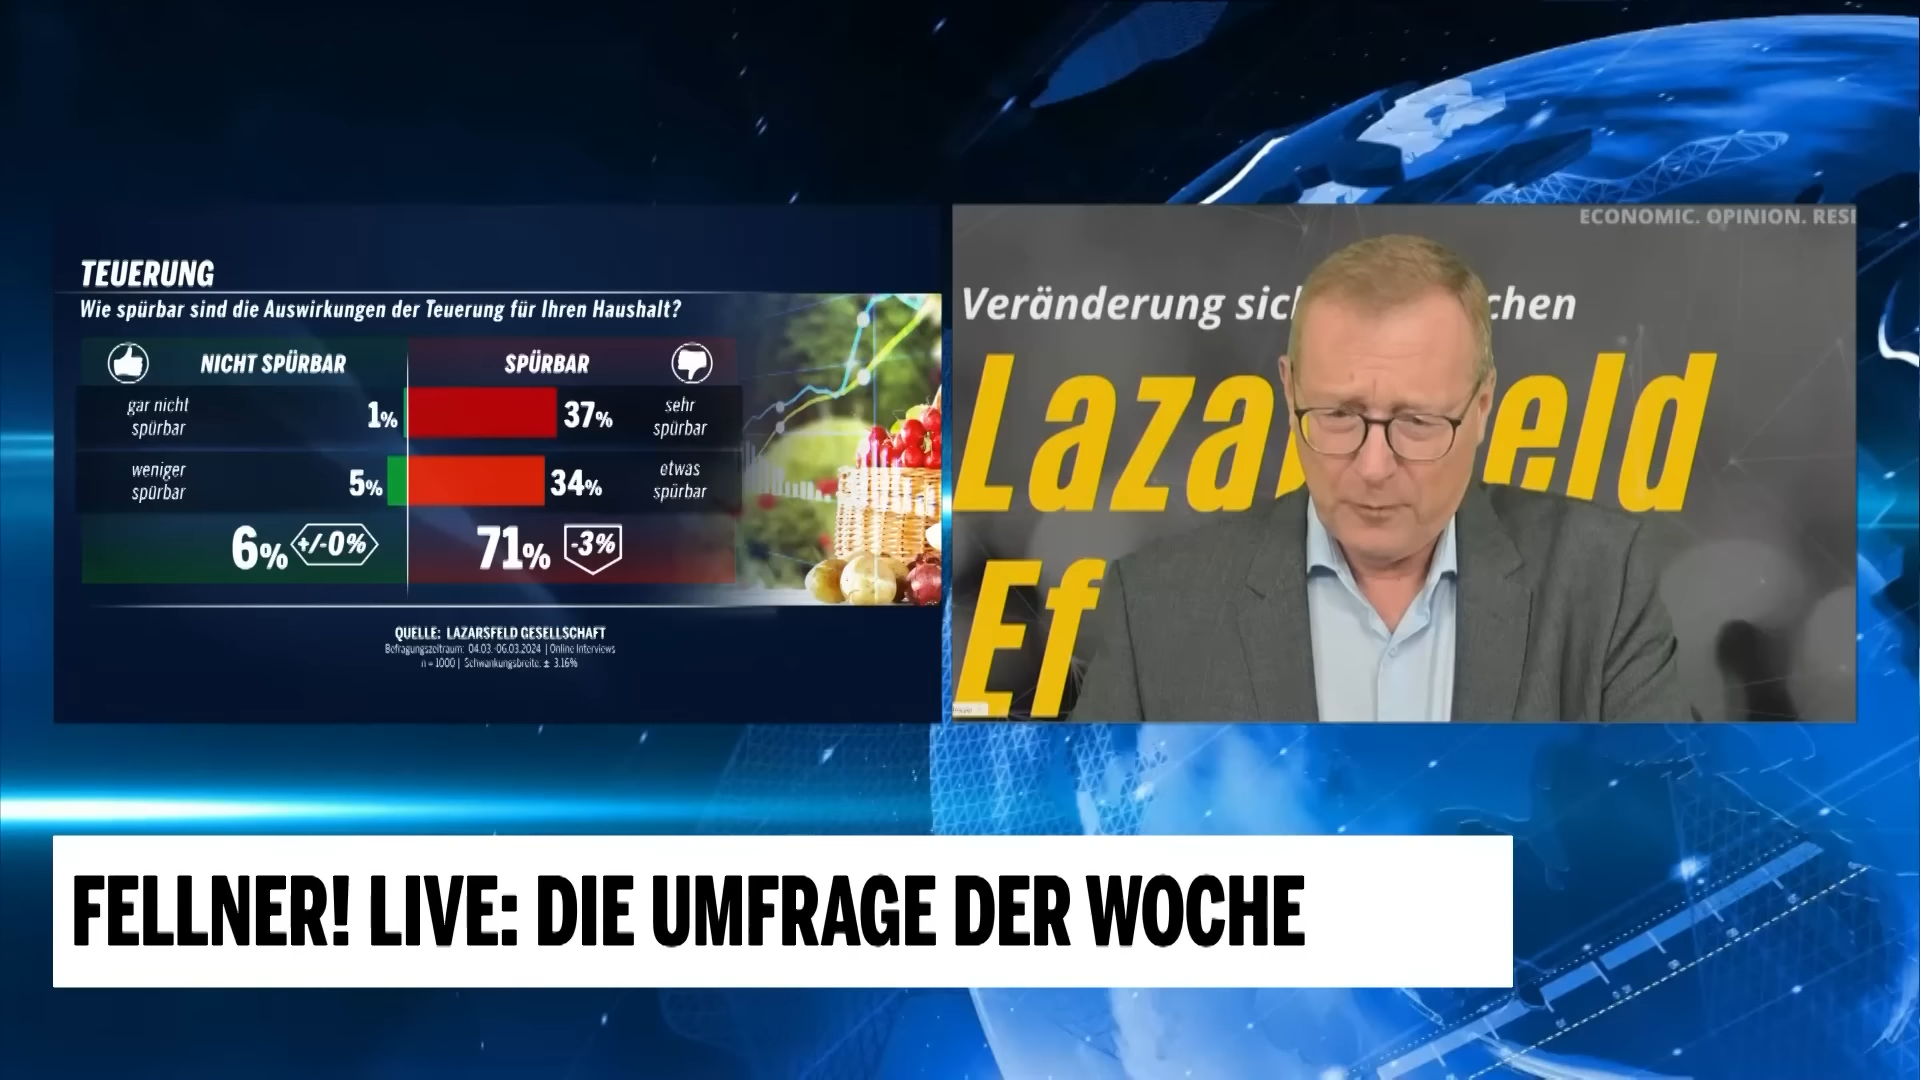 TEUERUNG
Wie spürbar sind die Auswirkungen der Teuerung für Ihren Haushalt?
NICHT SPÜRBAR
SPÜRBAR
gar nicht
spürbar
1%
37%
sehr
spürbar
weniger
spürbar
5%
34%
etwas
spürbar
6%
+/-0%
71%
-3%
QUELLE: LAZARSFELD GESELLSCHAFT
Befragungszeitraum: 04.03.-06.03.2024 | Online Interviews
n = 1000 | Schwankungsbreite: ± 3.16%
ECONOMIC. OPINION. RESE
Veränderung sic chen
Laza eld
Ef
FELLNER! LIVE: DIE UMFRAGE DER WOCHE